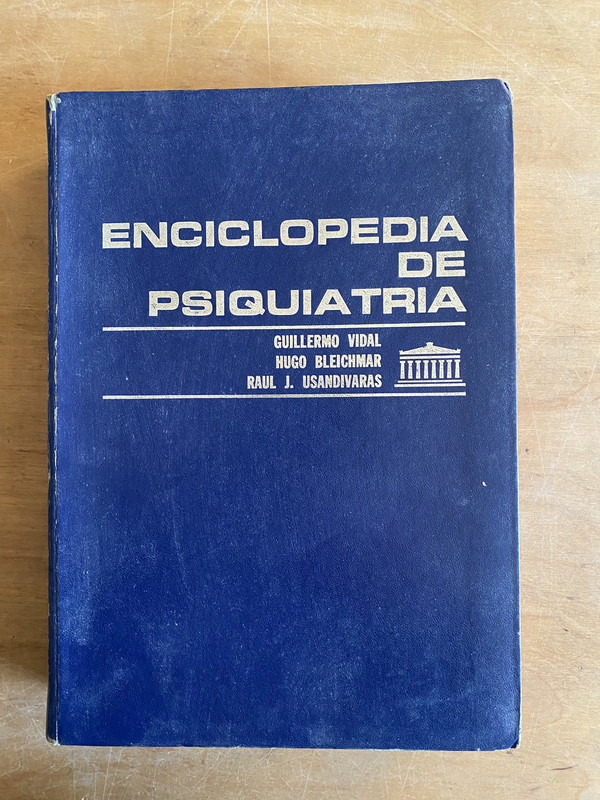 ENCICLOPEDIA
DE
PSIQUIATRIA
GUILLERMO VIDAL
HUGO BLEICHMAR
RAUL J. USANDIVARAS